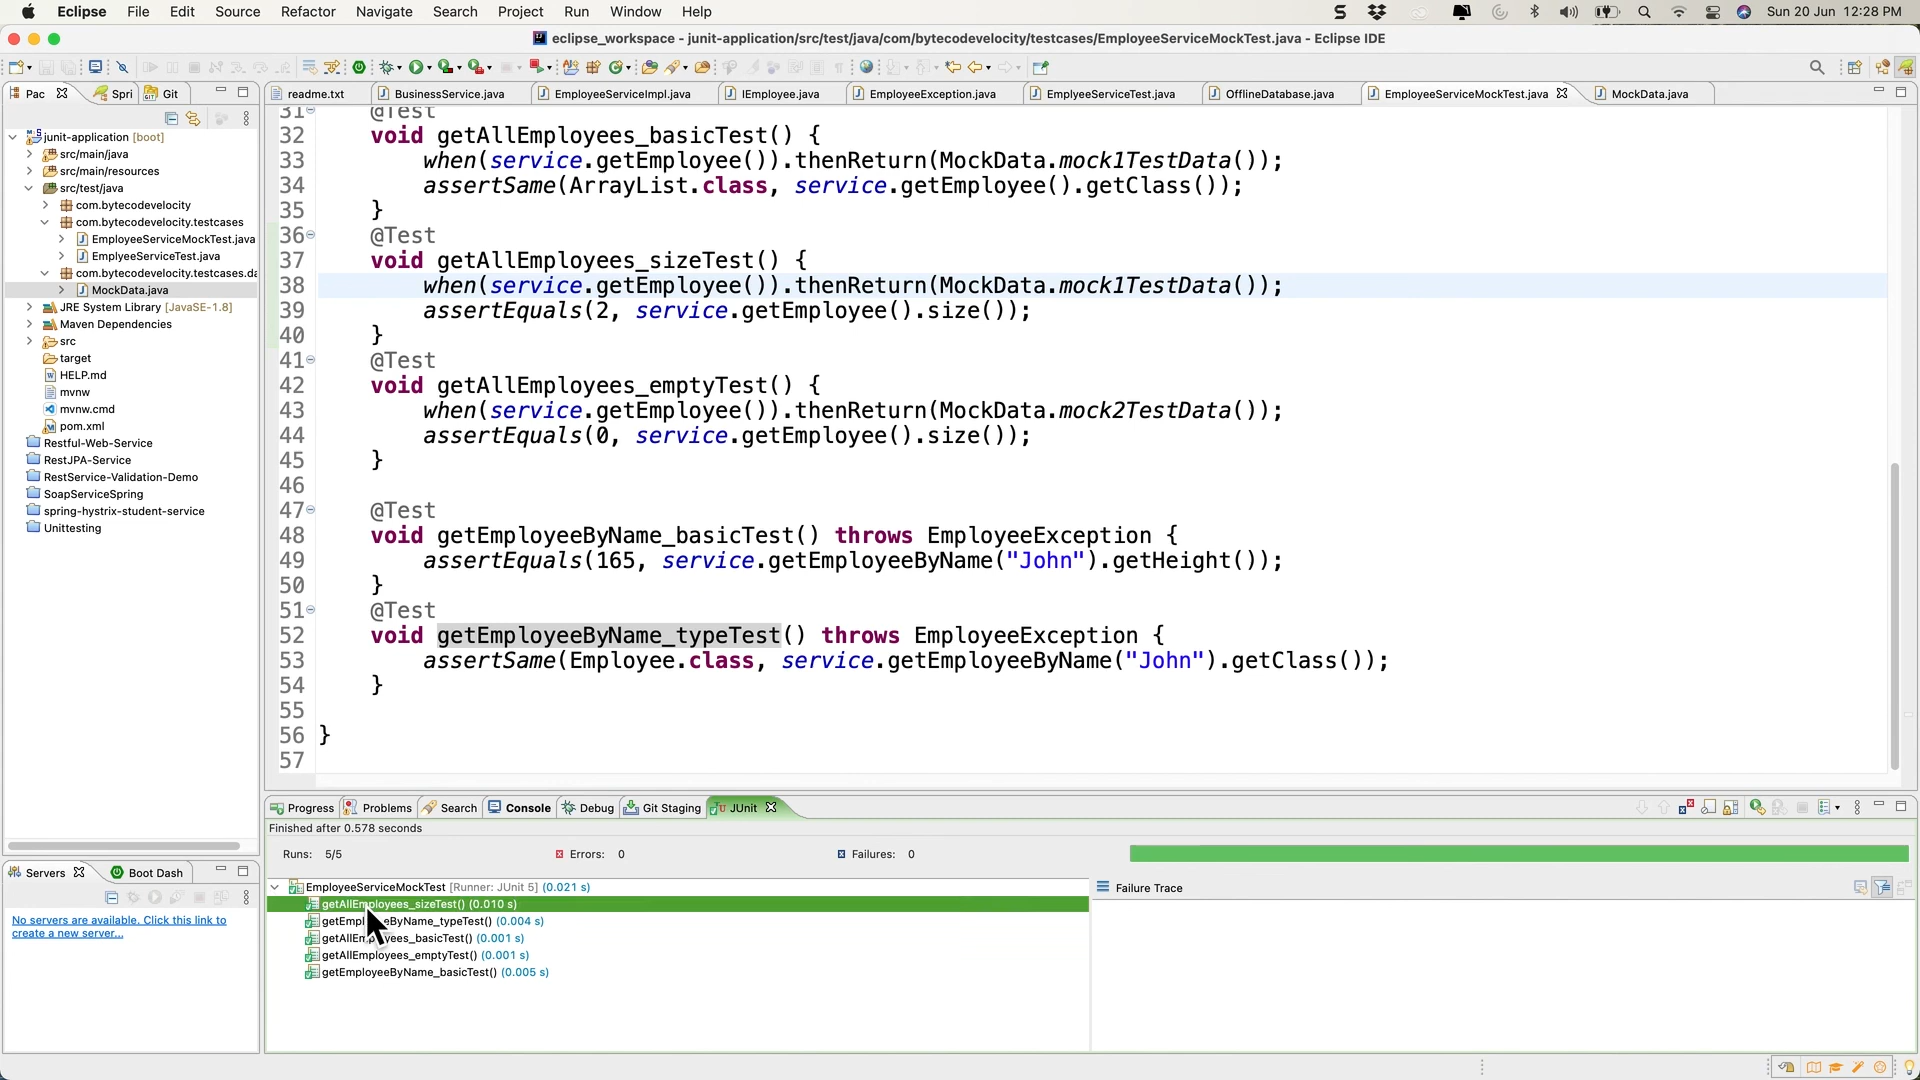 Eclipse File Edit Source Refactor Navigate Search Project Run Window Help
Sun 20 Jun 12:28 PM
eclipse_workspace - junit-application/src/test/java/com/bytecodevelocity/testcases/EmployeeServiceMockTest.java - Eclipse IDE
Pac Spri Git
readme.txt BusinessService.java EmployeeServiceImpl.java IEmployee.java EmployeeException.java EmplyeeServiceTest.java OfflineDatabase.java EmployeeServiceMockTest.java MockData.java
junit-application [boot]
src/main/java
src/main/resources
src/test/java
com.bytecodevelocity
com.bytecodevelocity.testcases
EmployeeServiceMockTest.java
EmplyeeServiceTest.java
com.bytecodevelocity.testcases.da
MockData.java
JRE System Library [JavaSE-1.8]
Maven Dependencies
src
target
HELP.md
mvnw
mvnw.cmd
pom.xml
Restful-Web-Service
RestJPA-Service
RestService-Validation-Demo
SoapServiceSpring
spring-hystrix-student-service
Unittesting
31 @Test
32 void getAllEmployees_basicTest() {
33 when(service.getEmployee()).thenReturn(MockData.mock1TestData());
34 assertSame(ArrayList.class, service.getEmployee().getClass());
35 }
36 @Test
37 void getAllEmployees_sizeTest() {
38 when(service.getEmployee()).thenReturn(MockData.mock1TestData());
39 assertEquals(2, service.getEmployee().size());
40 }
41 @Test
42 void getAllEmployees_emptyTest() {
43 when(service.getEmployee()).thenReturn(MockData.mock2TestData());
44 assertEquals(0, service.getEmployee().size());
45 }
46
47 @Test
48 void getEmployeeByName_basicTest() throws EmployeeException {
49 assertEquals(165, service.getEmployeeByName("John").getHeight());
50 }
51 @Test
52 void getEmployeeByName_typeTest() throws EmployeeException {
53 assertSame(Employee.class, service.getEmployeeByName("John").getClass());
54 }
55
56 }
57
Progress Problems Search Console Debug Git Staging JUnit
Finished after 0.578 seconds
Runs: 5/5 Errors: 0 Failures: 0
EmployeeServiceMockTest [Runner: JUnit 5] (0.021 s)
getAllEmployees_sizeTest() (0.010 s)
getEmployeeByName_typeTest() (0.004 s)
getAllEmployees_basicTest() (0.001 s)
getAllEmployees_emptyTest() (0.001 s)
getEmployeeByName_basicTest() (0.005 s)
Failure Trace
Servers Boot Dash
No servers are available. Click this link to
create a new server...